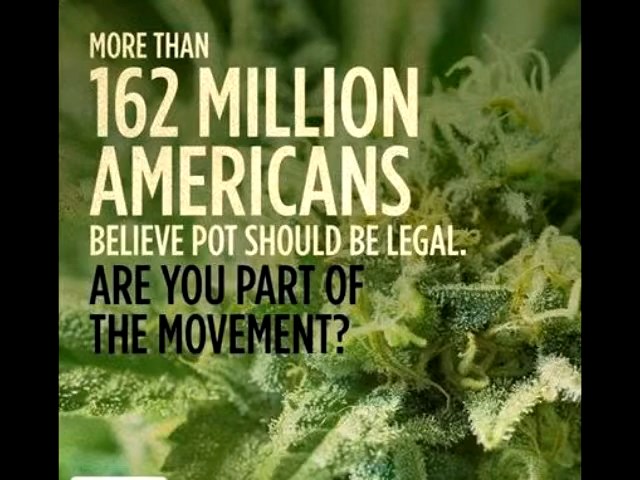 MORE THAN
162 MILLION
AMERICANS
BELIEVE POT SHOULD BE LEGAL.
ARE YOU PART OF
THE MOVEMENT?